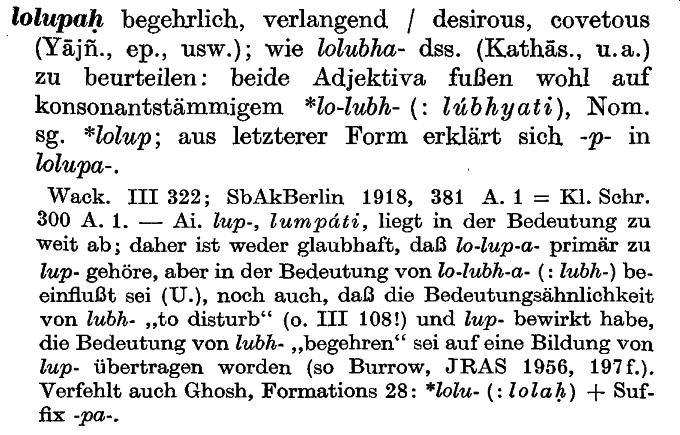 lolupaḥ begehrlich, verlangend / desirous, covetous
(Yājñ., ep., usw.); wie lolubha- dss. (Kathās., u.a.)
zu beurteilen: beide Adjektiva fußen wohl auf
konsonantstämmigem *lo-lubh- (: lúbhyati), Nom.
sg. *lolup; aus letzterer Form erklärt sich -p- in
lolupa-.
Wack. III 322; SbAkBerlin 1918, 381 A. 1 = Kl. Schr.
300 A. 1. — Ai. lup-, lumpáti, liegt in der Bedeutung zu
weit ab; daher ist weder glaubhaft, daß lo-lup-a- primär zu
lup- gehöre, aber in der Bedeutung von lo-lubh-a- (: lubh-) be-
einflußt sei (U.), noch auch, daß die Bedeutungsähnlichkeit
von lubh- „to disturb“ (o. III 108!) und lup- bewirkt habe,
die Bedeutung von lubh- „begehren“ sei auf eine Bildung von
lup- übertragen worden (so Burrow, JRAS 1956, 197f.).
Verfehlt auch Ghosh, Formations 28: *lolu- (: lolaḥ) + Suf-
fix -pa-.